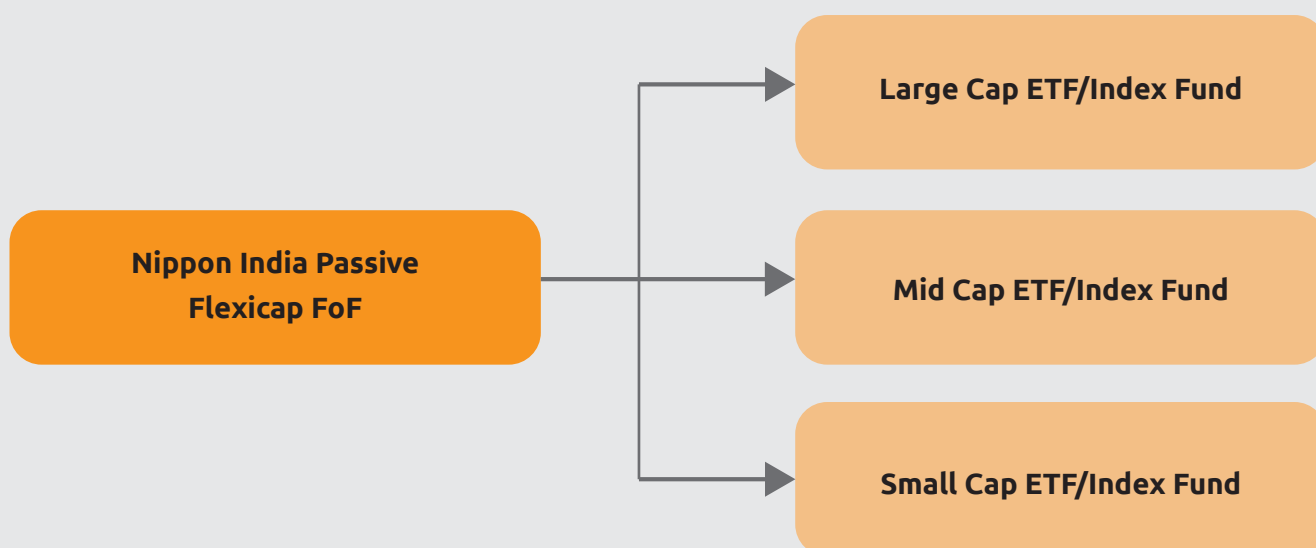 Large Cap ETF/Index Fund
Nippon India Passive
Flexicap FoF
Mid Cap ETF/Index Fund
Small Cap ETF/Index Fund